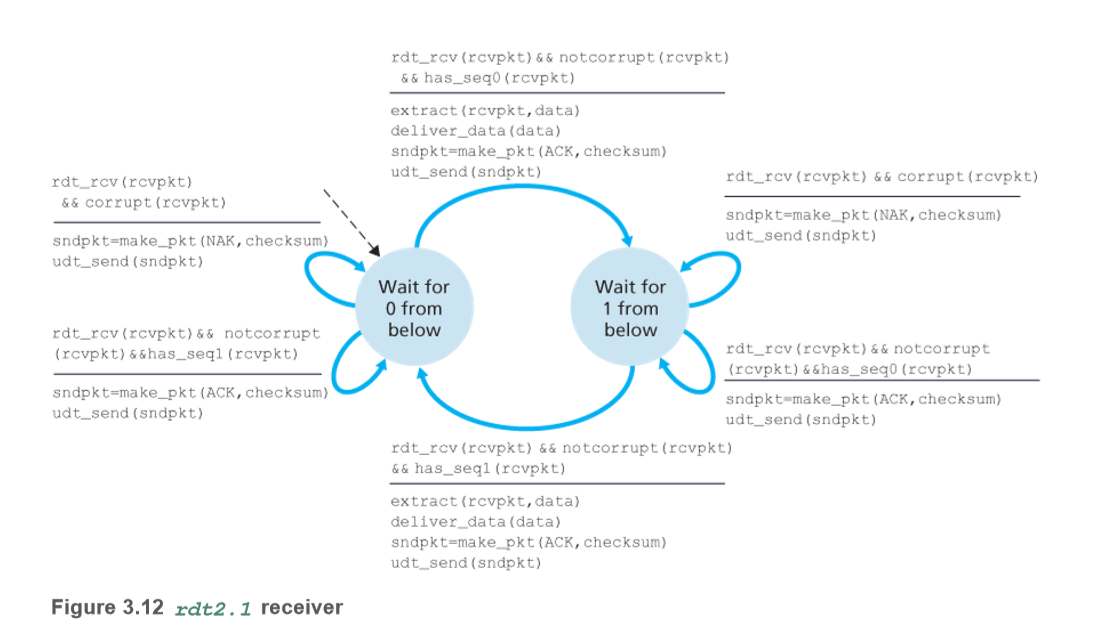 rdt_rcv(rcvpkt)&& notcorrupt(rcvpkt)
&& has_seq0(rcvpkt)
extract(rcvpkt,data)
deliver_data(data)
sndpkt=make_pkt(ACK,checksum)
udt_send(sndpkt)
rdt_rcv(rcvpkt)
&& corrupt(rcvpkt)
sndpkt=make_pkt(NAK,checksum)
udt_send(sndpkt)
rdt_rcv(rcvpkt) && corrupt(rcvpkt)
sndpkt=make_pkt(NAK,checksum)
udt_send(sndpkt)
Wait for
0 from
below
Wait for
1 from
below
rdt_rcv(rcvpkt)&& notcorrupt
(rcvpkt)&&has_seq1(rcvpkt)
sndpkt=make_pkt(ACK,checksum)
udt_send(sndpkt)
rdt_rcv(rcvpkt)&& notcorrupt
(rcvpkt)&&has_seq0(rcvpkt)
sndpkt=make_pkt(ACK,checksum)
udt_send(sndpkt)
rdt_rcv(rcvpkt) && notcorrupt(rcvpkt)
&& has_seq1(rcvpkt)
extract(rcvpkt,data)
deliver_data(data)
sndpkt=make_pkt(ACK,checksum)
udt_send(sndpkt)
Figure 3.12 rdt2.1 receiver